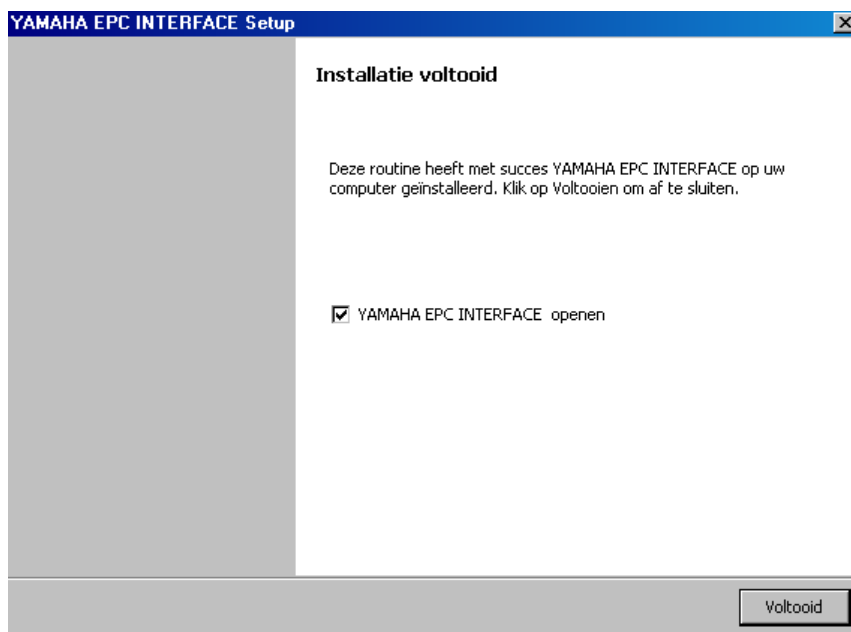 YAMAHA EPC INTERFACE Setup
Installatie voltooid
Deze routine heeft met succes YAMAHA EPC INTERFACE op uw
computer geïnstalleerd. Klik op Voltooien om af te sluiten.
YAMAHA EPC INTERFACE openen
Voltooid